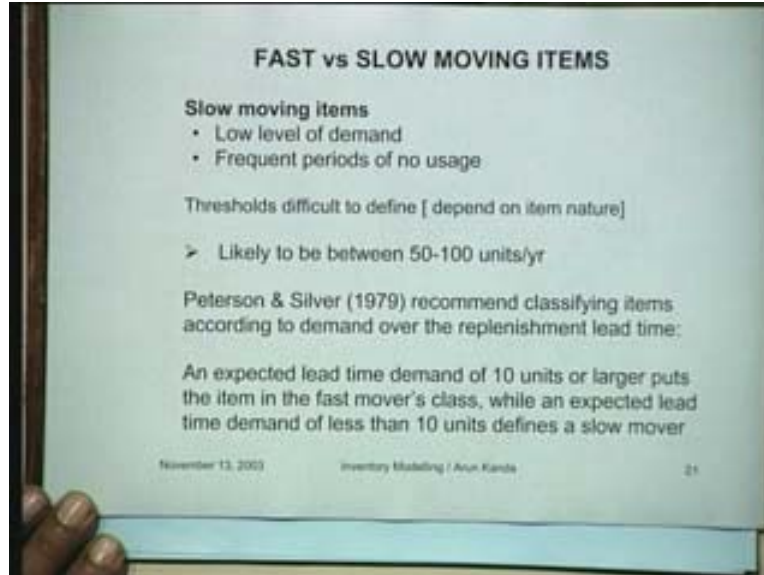 FAST vs SLOW MOVING ITEMS
Slow moving items
• Low level of demand
• Frequent periods of no usage
Thresholds difficult to define [ depend on item nature]
➢ Likely to be between 50-100 units/yr
Peterson & Silver (1979) recommend classifying items
according to demand over the replenishment lead time:
An expected lead time demand of 10 units or larger puts
the item in the fast mover's class, while an expected lead
time demand of less than 10 units defines a slow mover
November 13, 2003 Inventory Modelling / Arun Kanda 21